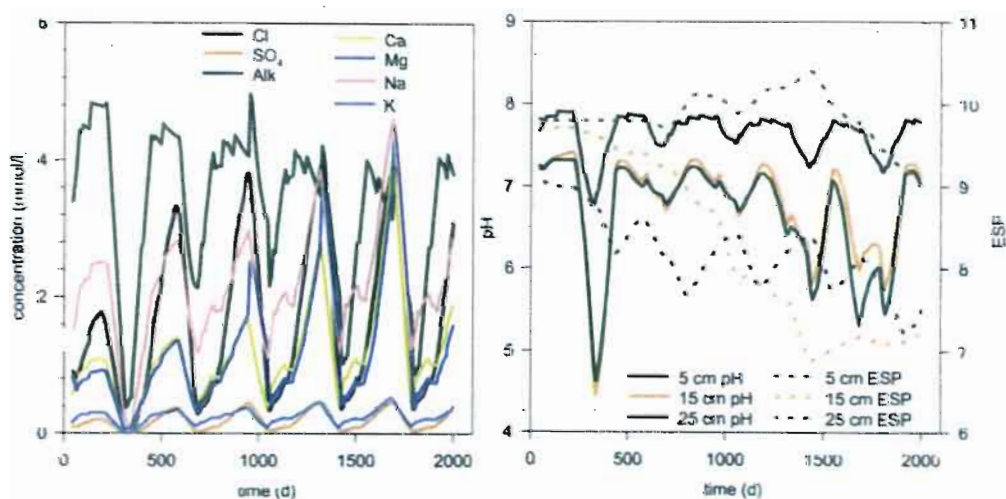 6
.4
.2
0
concentration (mmol/l)
0
500
1000
1500
2000
time (d)
Cl
SO4
Alk
Ca
Mg
Na
K
9
8
7
6
5
4
pH
11
10
9
8
7
6
ESP
0
500
1000
1500
2000
time (d)
5 cm pH
15 cm pH
25 cm pH
5 cm ESP
15 cm ESP
25 cm ESP